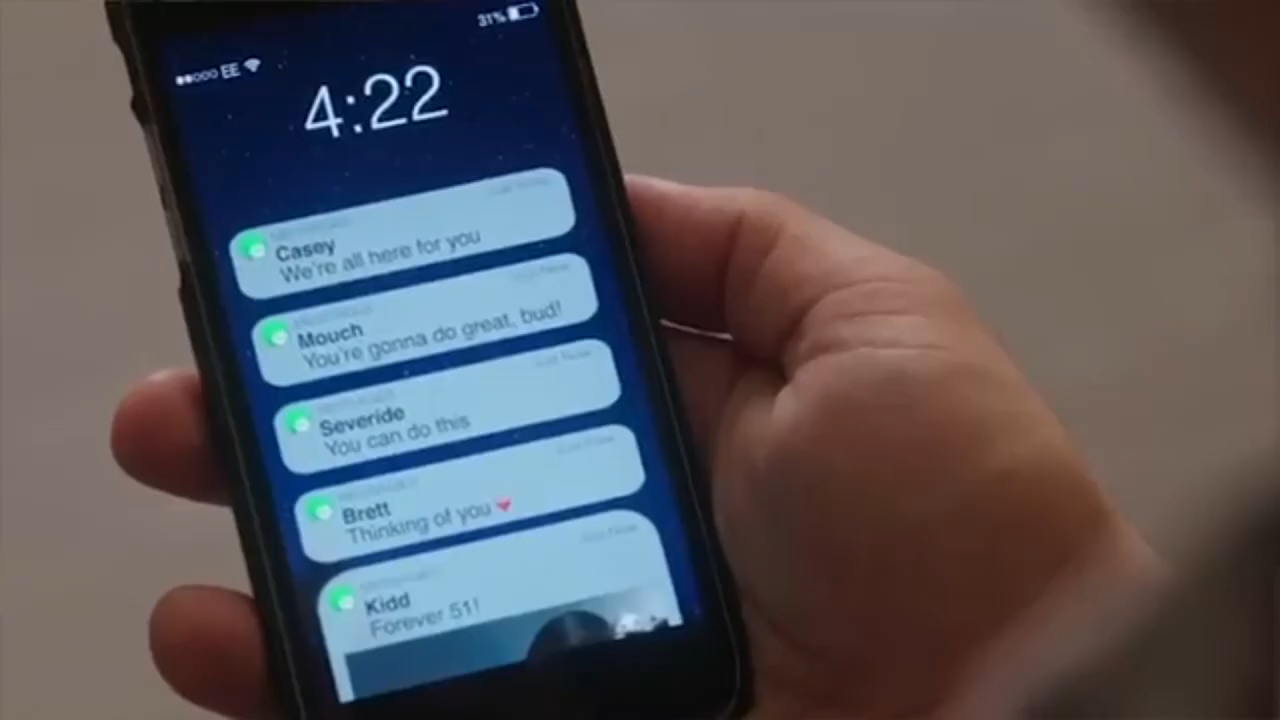 31%
EE
4:22
Casey
We're all here for you
Mouch
You're gonna do great, bud!
Severide
You can do this
Brett
Thinking of you
Kidd
Forever 51!